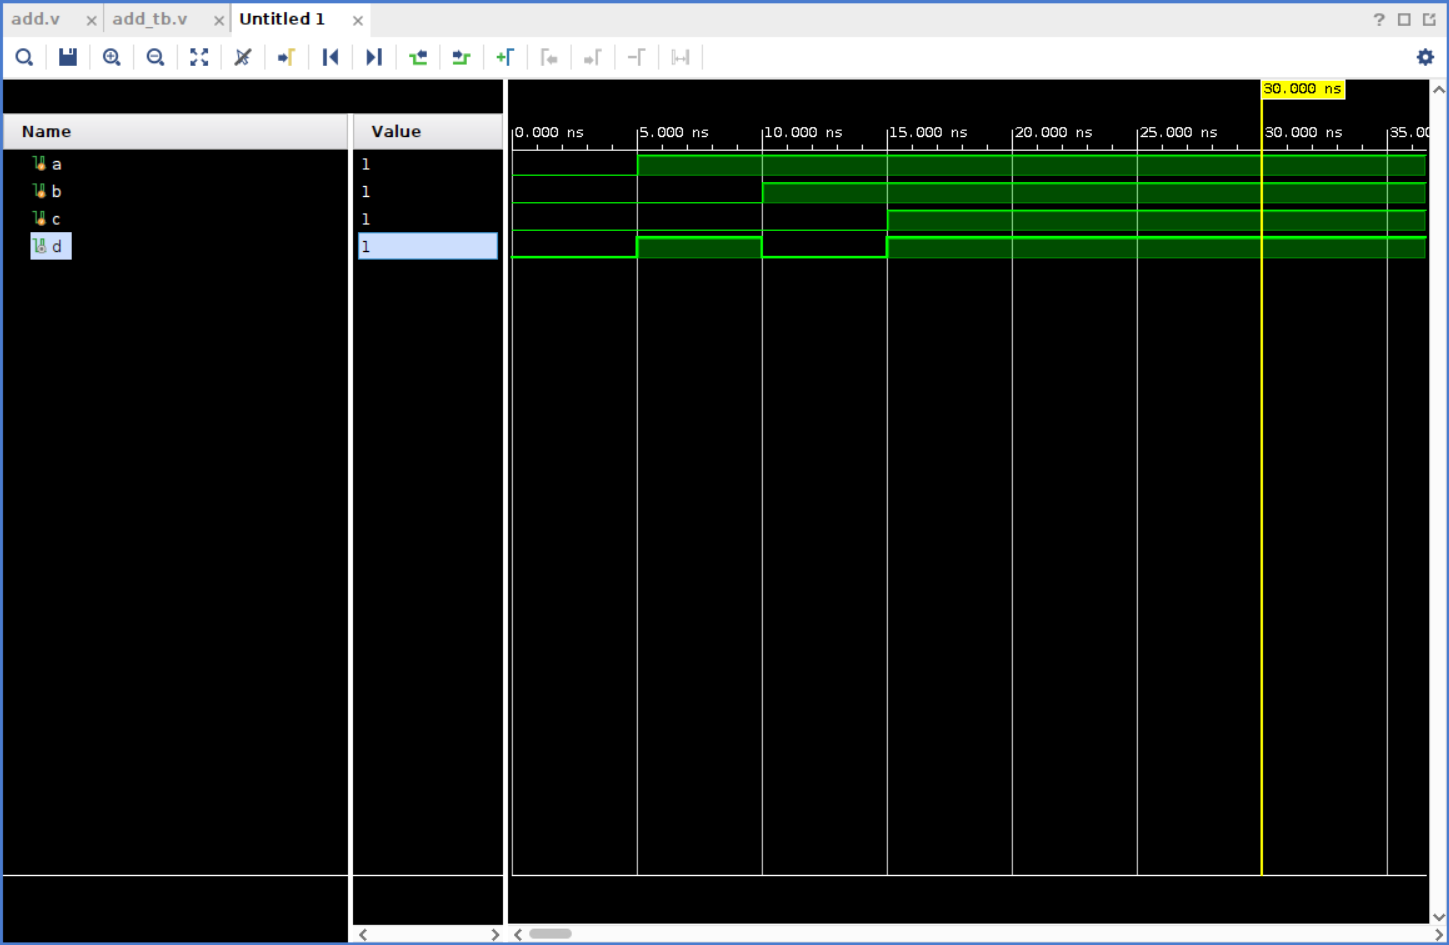 add.v add_tb.v Untitled 1
?
30.000 ns
Name Value
0.000 ns 5.000 ns 10.000 ns 15.000 ns 20.000 ns 25.000 ns 30.000 ns 35.00
a 1
b 1
c 1
d 1